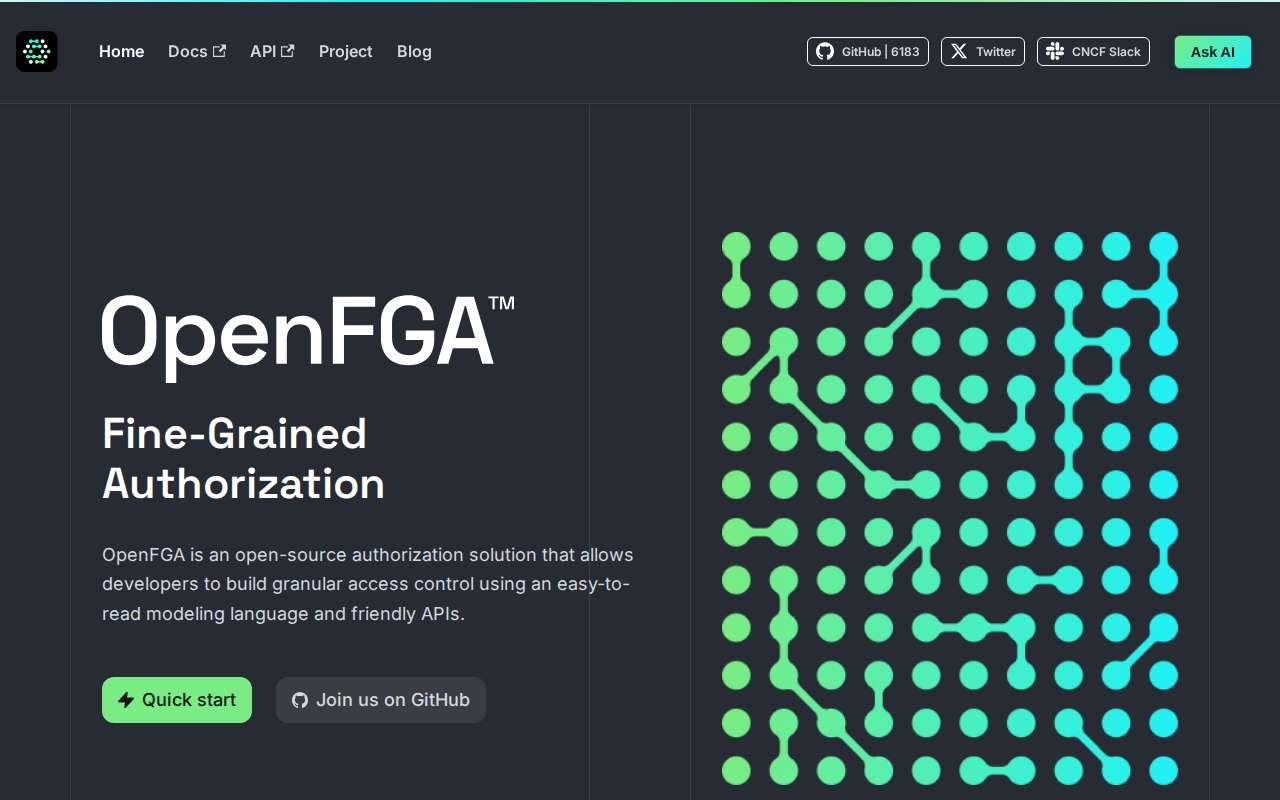 Home Docs API Project Blog GitHub | 6183 Twitter CNCF Slack Ask AI
OpenFGA™
Fine-Grained
Authorization
OpenFGA is an open-source authorization solution that allows
developers to build granular access control using an easy-to-
read modeling language and friendly APIs.
Quick start Join us on GitHub